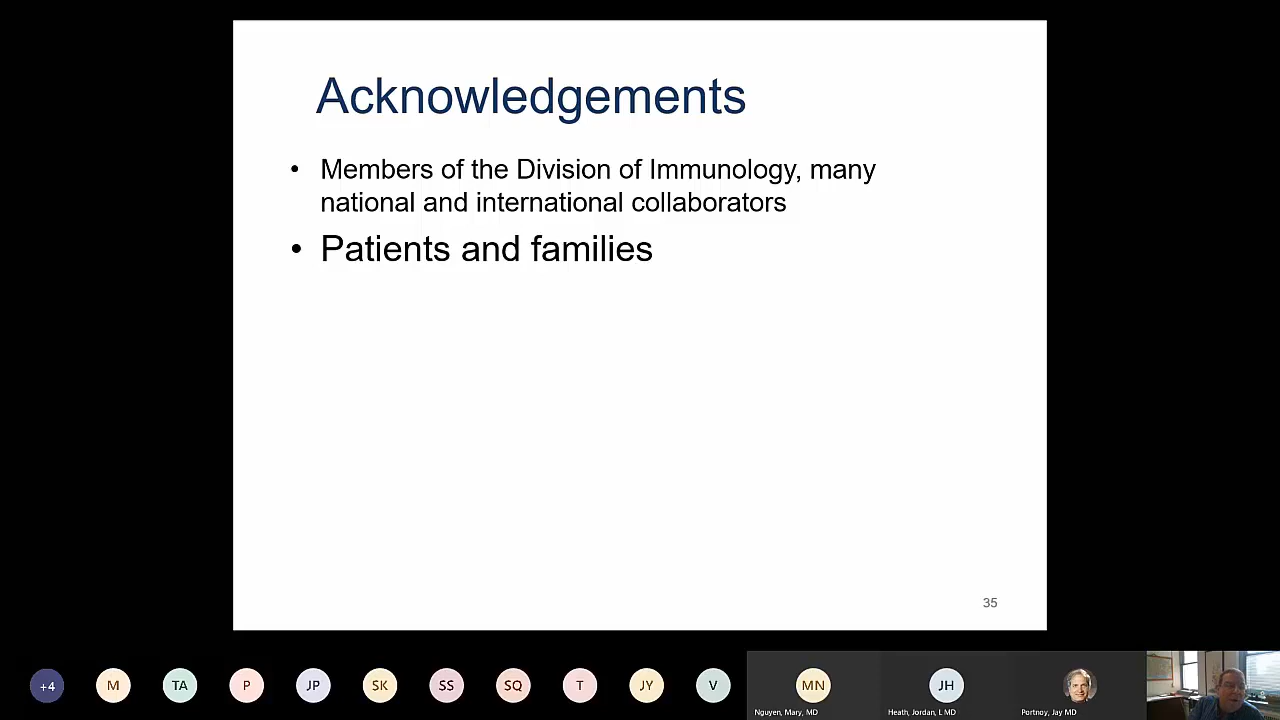 Acknowledgements
• Members of the Division of Immunology, many
national and international collaborators
• Patients and families
35
+4
M
TA
P
JP
SK
SS
SQ
T
JY
V
MN
JH
Nguyen, Mary, MD
Heath, Jordan, L MD
Portnoy, Jay MD